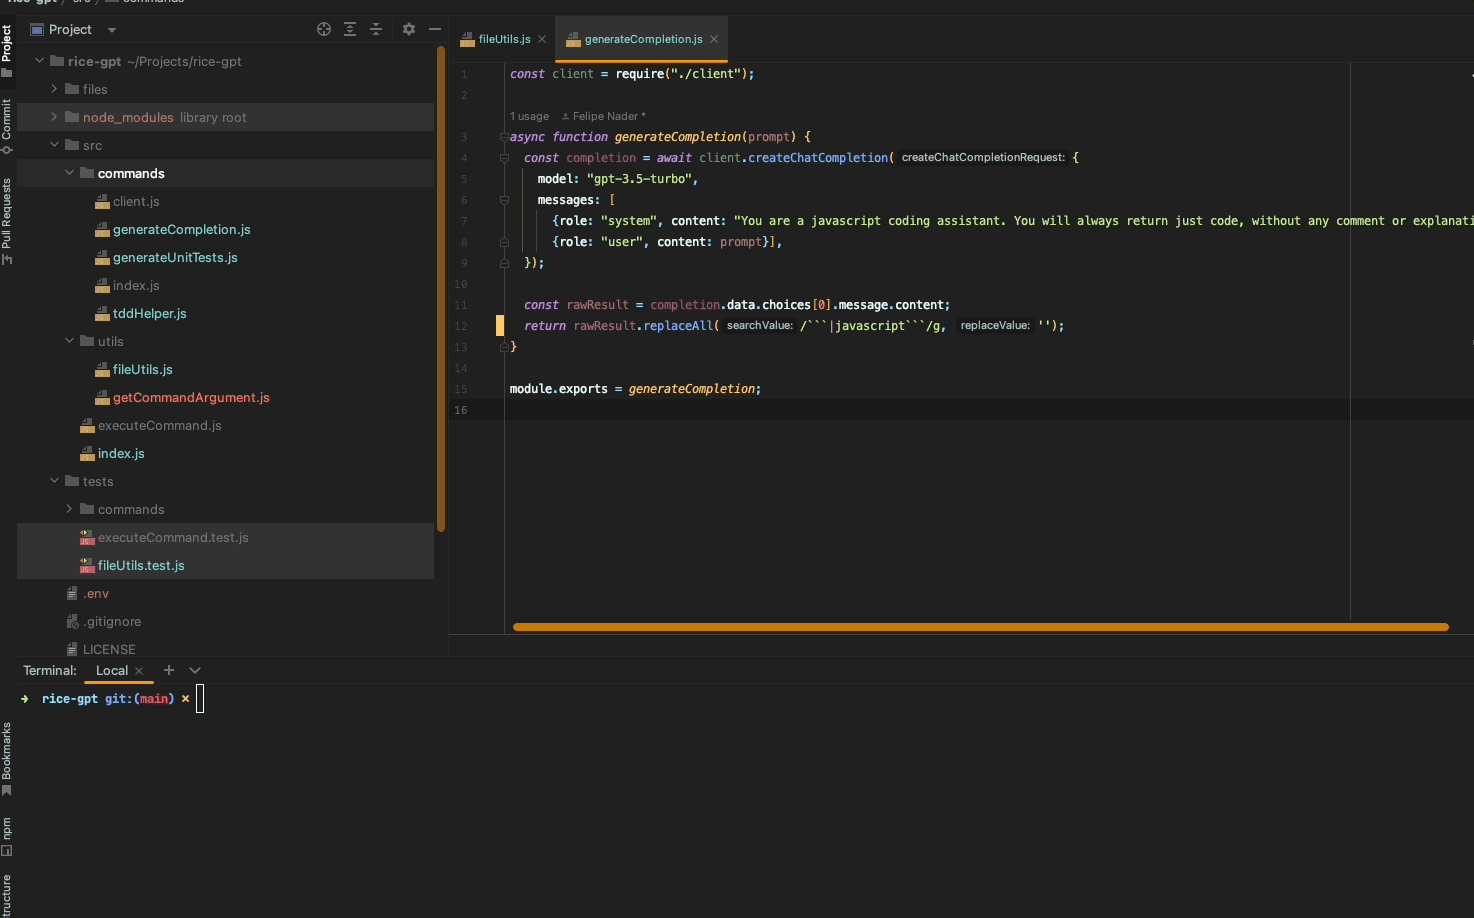 Project
Commit
Pull Requests
Bookmarks
npm
Project
rice-gpt ~/Projects/rice-gpt
files
node_modules library root
src
commands
client.js
generateCompletion.js
generateUnitTests.js
index.js
tddHelper.js
utils
fileUtils.js
getCommandArgument.js
executeCommand.js
index.js
tests
commands
executeCommand.test.js
fileUtils.test.js
.env
.gitignore
LICENSE
fileUtils.js
generateCompletion.js
1 const client = require("./client");
2
1 usage Felipe Nader *
3 async function generateCompletion(prompt) {
4 const completion = await client.createChatCompletion( createChatCompletionRequest: {
5 model: "gpt-3.5-turbo",
6 messages: [
7 {role: "system", content: "You are a javascript coding assistant. You will always return just code, without any comment or explanati
8 {role: "user", content: prompt}],
9 });
10
11 const rawResult = completion.data.choices[0].message.content;
12 return rawResult.replaceAll( searchValue: /```|javascript```/g, replaceValue: '');
13 }
14
15 module.exports = generateCompletion;
16
Terminal: Local
rice-gpt git:(main) ×